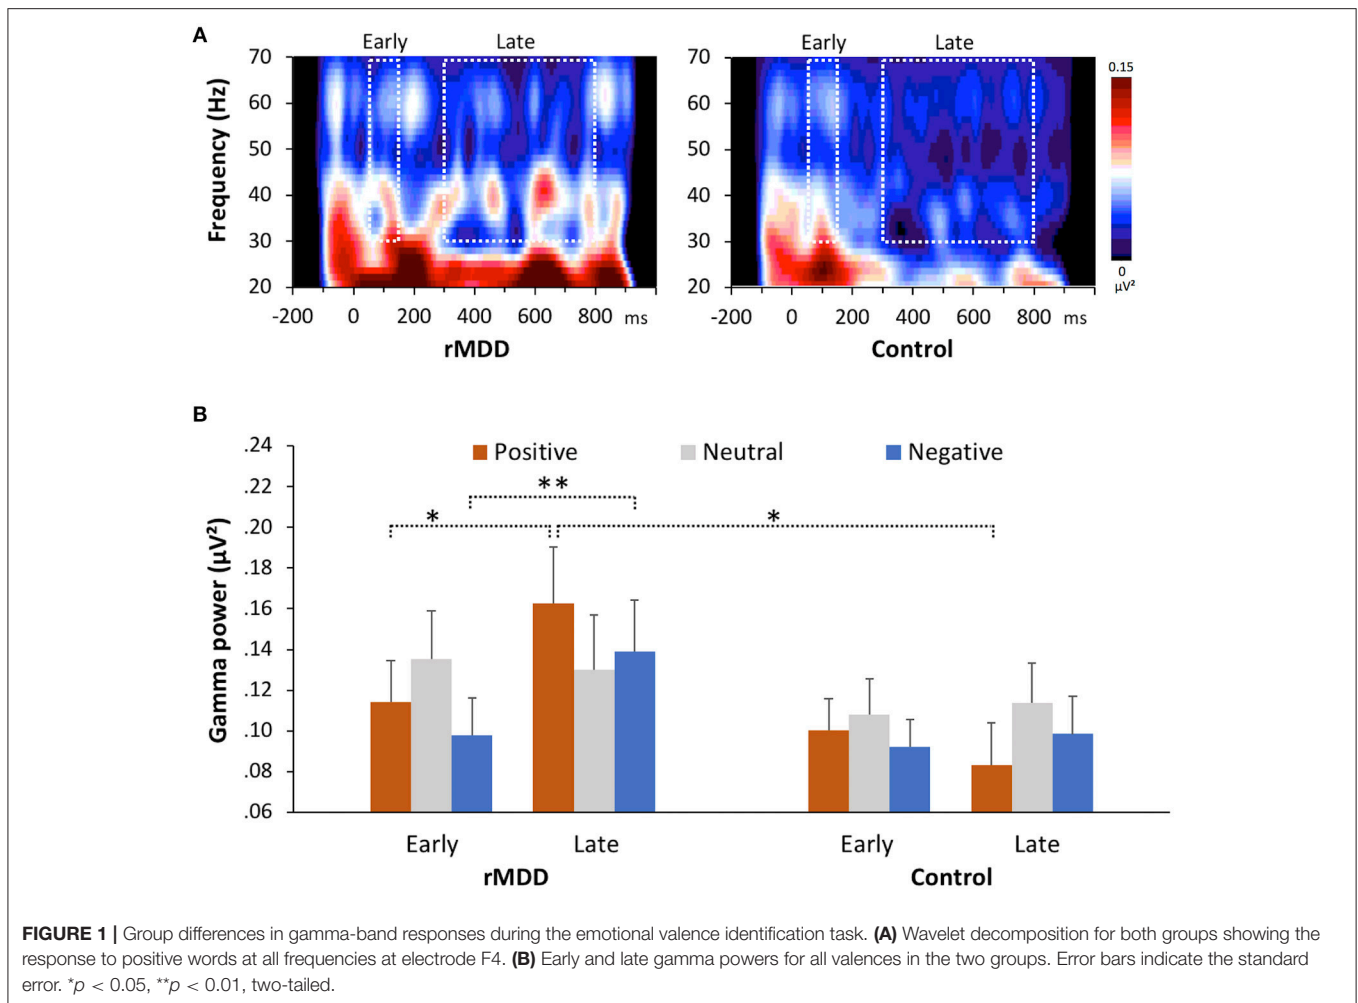 A
Early Late
Early Late
Frequency (Hz)
70
60
50
40
30
20
-200 0 200 400 600 800 ms
rMDD
70
60
50
40
30
20
-200 0 200 400 600 800 ms
Control
0.15
0
µV²
B
Gamma power (µV²)
.24
.22
.20
.18
.16
.14
.12
.10
.08
.06
Positive Neutral Negative
* ** *
Early Late Early Late
rMDD Control
FIGURE 1 | Group differences in gamma-band responses during the emotional valence identification task. (A) Wavelet decomposition for both groups showing the
response to positive words at all frequencies at electrode F4. (B) Early and late gamma powers for all valences in the two groups. Error bars indicate the standard
error. *p < 0.05, **p < 0.01, two-tailed.